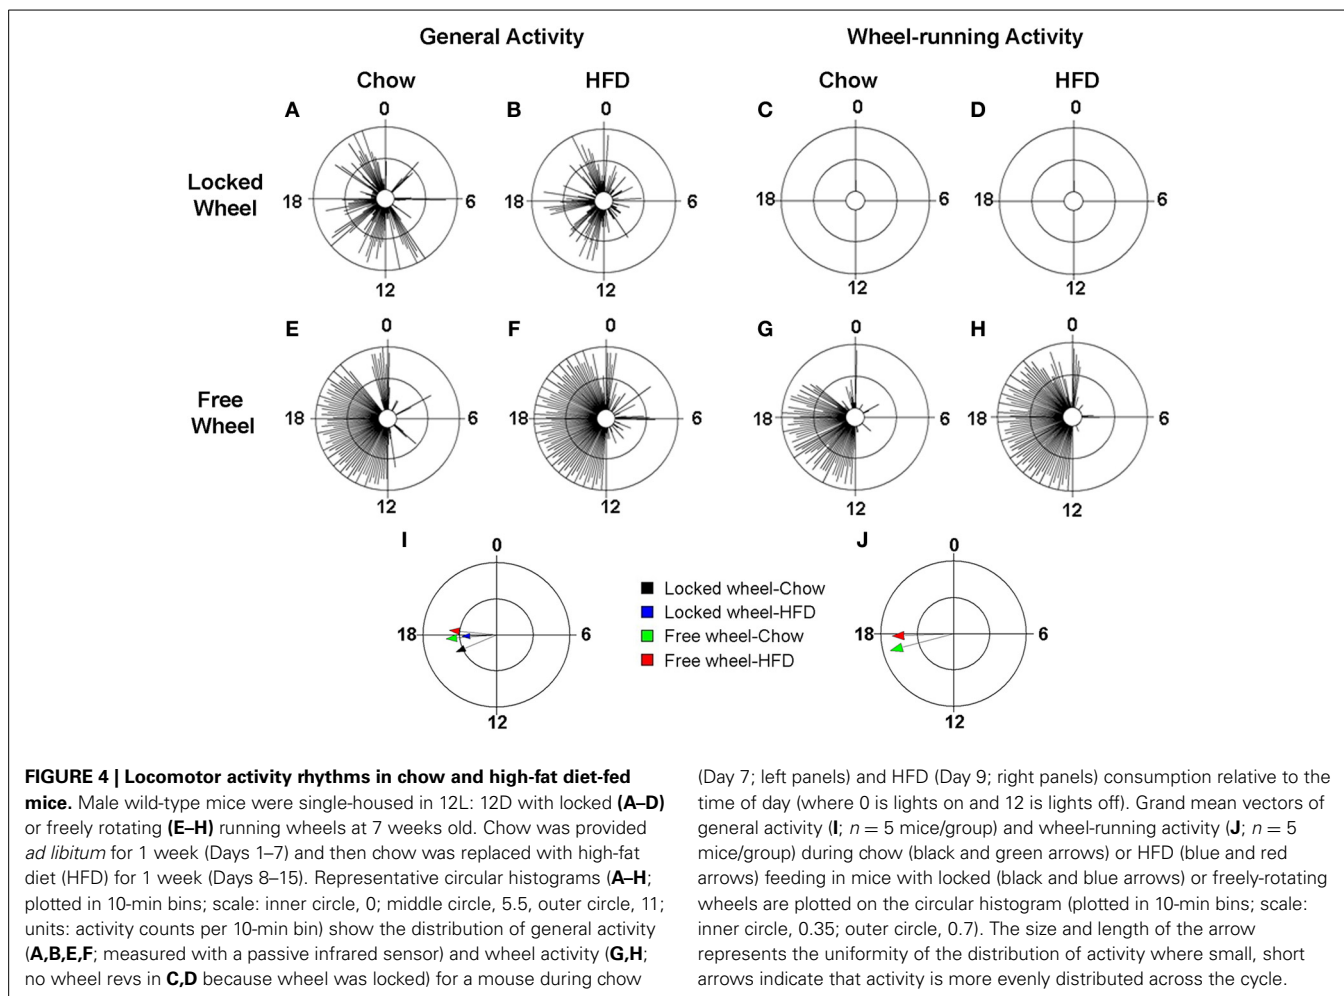 General Activity
Wheel-running Activity
Chow
HFD
Chow
HFD
A
0
B
0
C
0
D
0
Locked
Wheel
18
6
18
6
18
6
18
6
12
12
12
12
E
0
F
0
G
0
H
0
Free
Wheel
18
6
18
6
18
6
18
6
12
12
12
12
I
0
J
0
18
6
18
6
12
12
Locked wheel-Chow
Locked wheel-HFD
Free wheel-Chow
Free wheel-HFD
FIGURE 4 | Locomotor activity rhythms in chow and high-fat diet-fed
mice. Male wild-type mice were single-housed in 12L: 12D with locked (A–D)
or freely rotating (E–H) running wheels at 7 weeks old. Chow was provided
ad libitum for 1 week (Days 1–7) and then chow was replaced with high-fat
diet (HFD) for 1 week (Days 8–15). Representative circular histograms (A–H;
plotted in 10-min bins; scale: inner circle, 0; middle circle, 5.5, outer circle, 11;
units: activity counts per 10-min bin) show the distribution of general activity
(A,B,E,F; measured with a passive infrared sensor) and wheel activity (G,H;
no wheel revs in C,D because wheel was locked) for a mouse during chow
(Day 7; left panels) and HFD (Day 9; right panels) consumption relative to the
time of day (where 0 is lights on and 12 is lights off). Grand mean vectors of
general activity (I; n = 5 mice/group) and wheel-running activity (J; n = 5
mice/group) during chow (black and green arrows) or HFD (blue and red
arrows) feeding in mice with locked (black and blue arrows) or freely-rotating
wheels are plotted on the circular histogram (plotted in 10-min bins; scale:
inner circle, 0.35; outer circle, 0.7). The size and length of the arrow
represents the uniformity of the distribution of activity where small, short
arrows indicate that activity is more evenly distributed across the cycle.